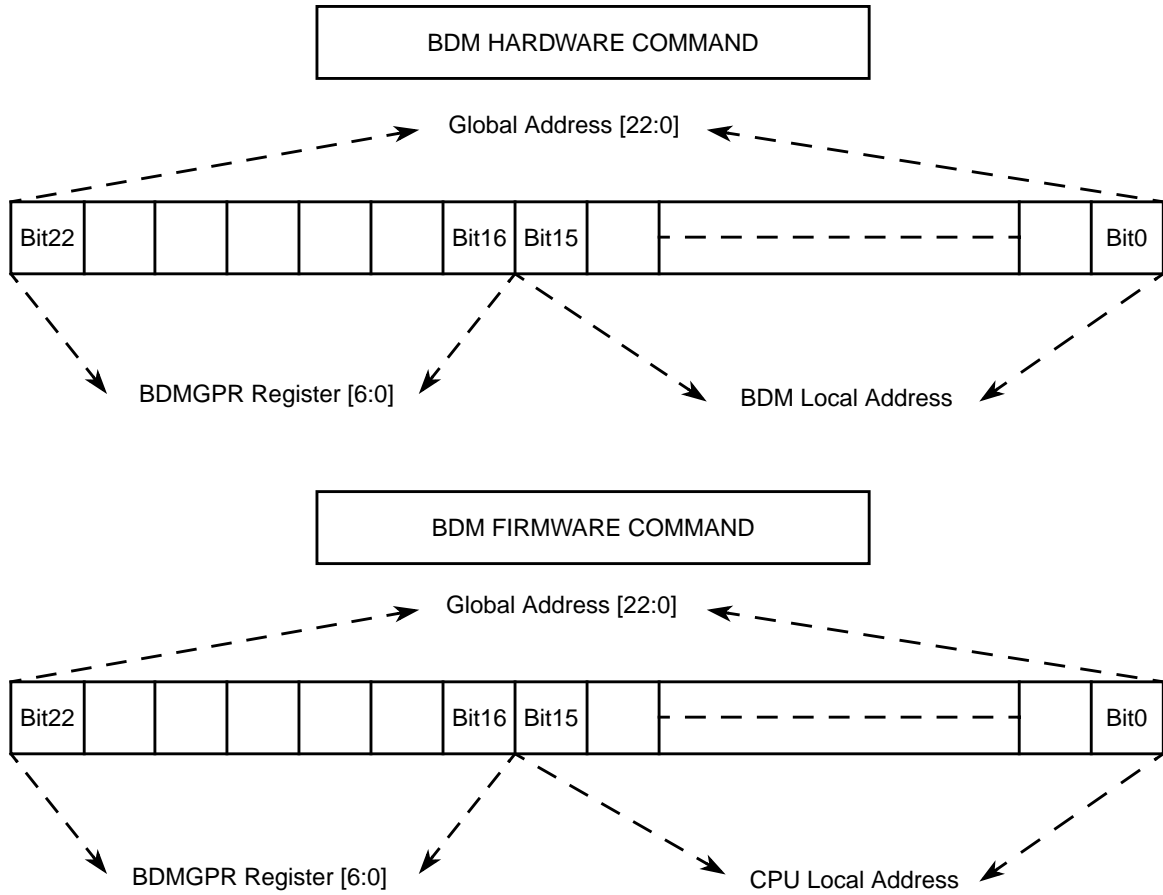 BDM HARDWARE COMMAND
Global Address [22:0]
Bit22 Bit16 Bit15 Bit0
BDMGPR Register [6:0] BDM Local Address
BDM FIRMWARE COMMAND
Global Address [22:0]
Bit22 Bit16 Bit15 Bit0
BDMGPR Register [6:0] CPU Local Address